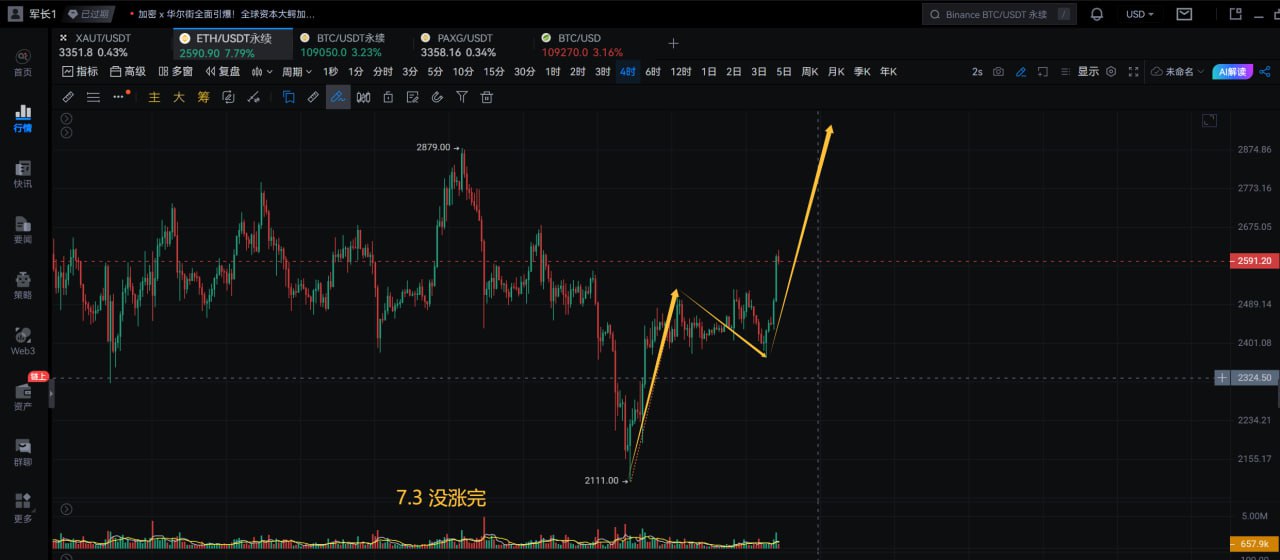 军长1 已过期 • 加密 x 华尔街全面引爆！全球资本大鳄加... Binance BTC/USDT 永续 / USD
XAUT/USDT ETH/USDT永续 BTC/USDT永续 PAXG/USDT BTC/USD
3351.8 0.43% 2590.90 7.79% 109050.0 3.23% 3358.16 0.34% 109270.0 3.16%
指标 高级 多窗 复盘 周期 1秒 1分 分时 3分 5分 10分 15分 30分 1时 2时 3时 4时 6时 12时 1日 2日 3日 5日 周K 月K 季K 年K 2s 显示 未命名 AI解读
主 大 筹
首页
行情
快讯
要闻
策略
Web3
链上
资产
群聊
更多
2879.00
2111.00
7.3 没涨完
2874.86
2773.16
2675.05
2591.20
2489.14
2401.08
2324.50
2234.21
2155.17
5.00M
657.9k